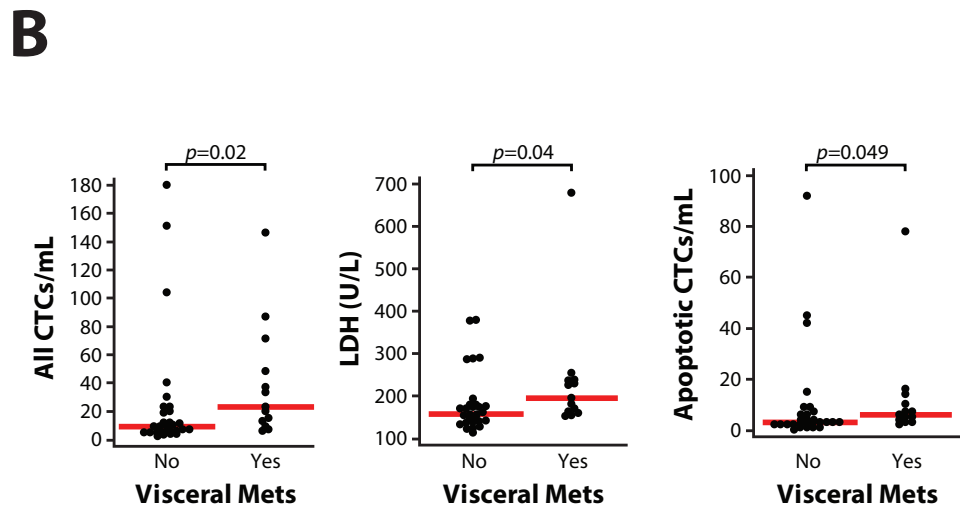 B
p=0.02
All CTCs/mL
180
160
140
120
100
80
60
40
20
0
No Yes
Visceral Mets
p=0.04
LDH (U/L)
700
600
500
400
300
200
100
No Yes
Visceral Mets
p=0.049
Apoptotic CTCs/mL
100
80
60
40
20
0
No Yes
Visceral Mets